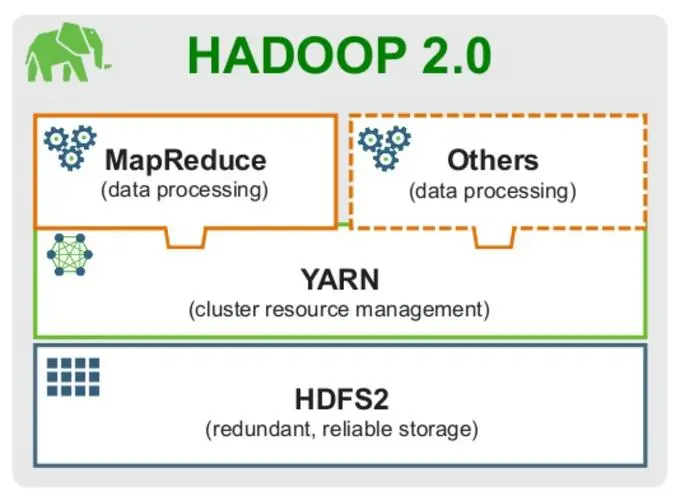 HADOOP 2.0
MapReduce
(data processing)
Others
(data processing)
YARN
(cluster resource management)
HDFS2
(redundant, reliable storage)